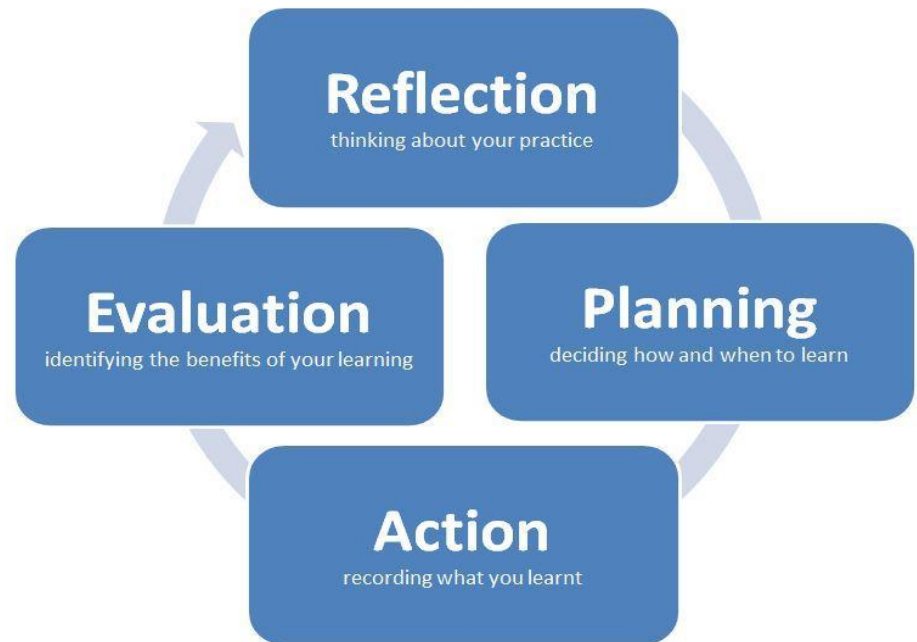 Reflection
thinking about your practice
Planning
deciding how and when to learn
Action
recording what you learnt
Evaluation
identifying the benefits of your learning